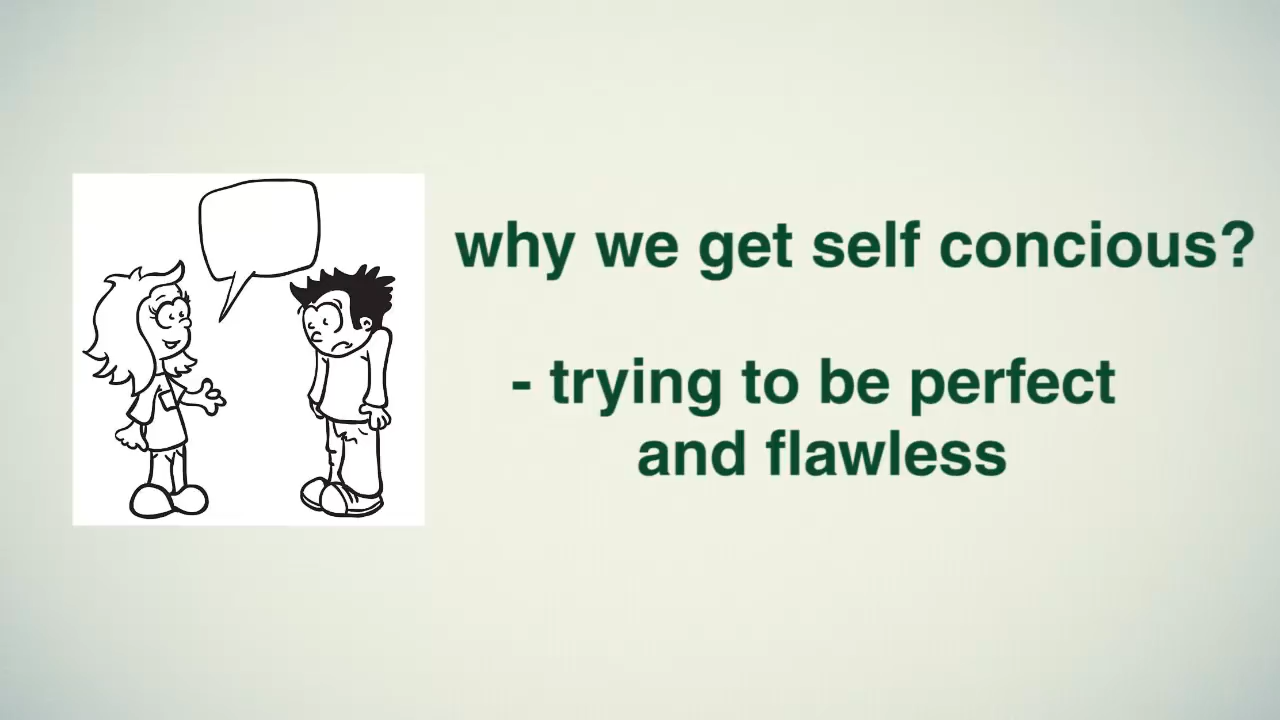 why we get self concious?
- trying to be perfect
and flawless